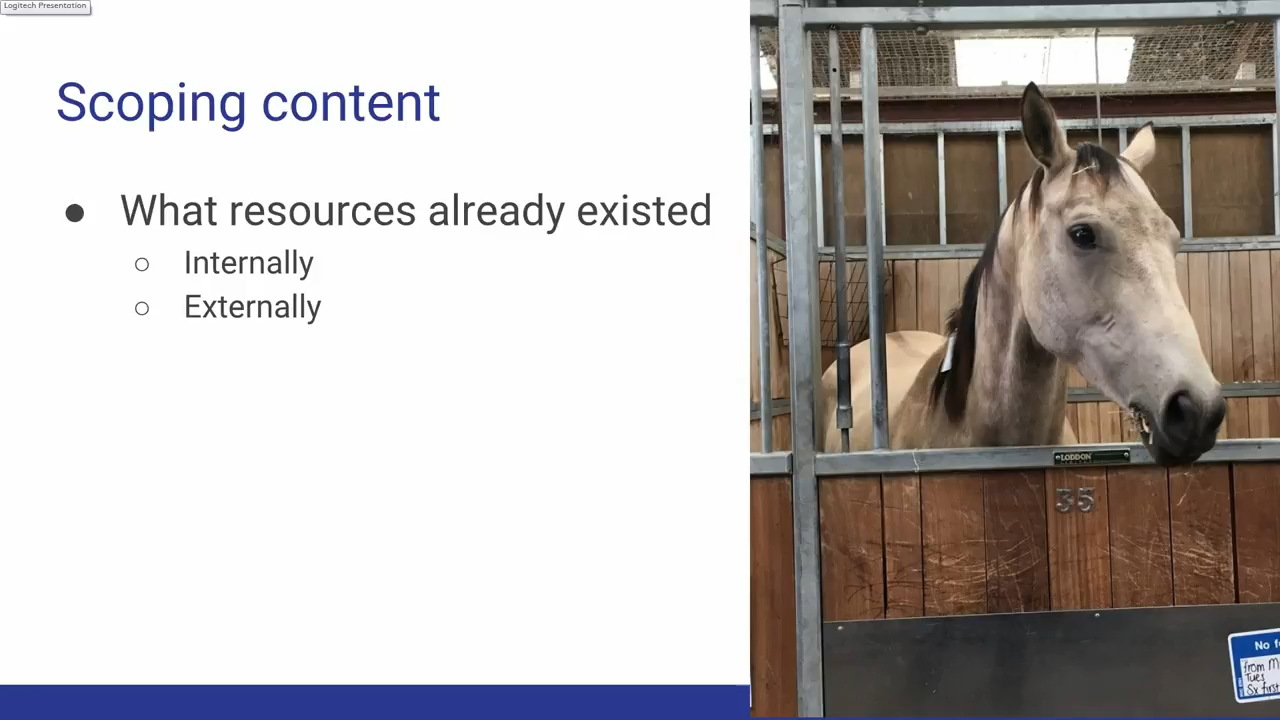 Logitech Presentation
Scoping content
● What resources already existed
○ Internally
○ Externally
LODDON
35
No
from M
Tues
Sx first